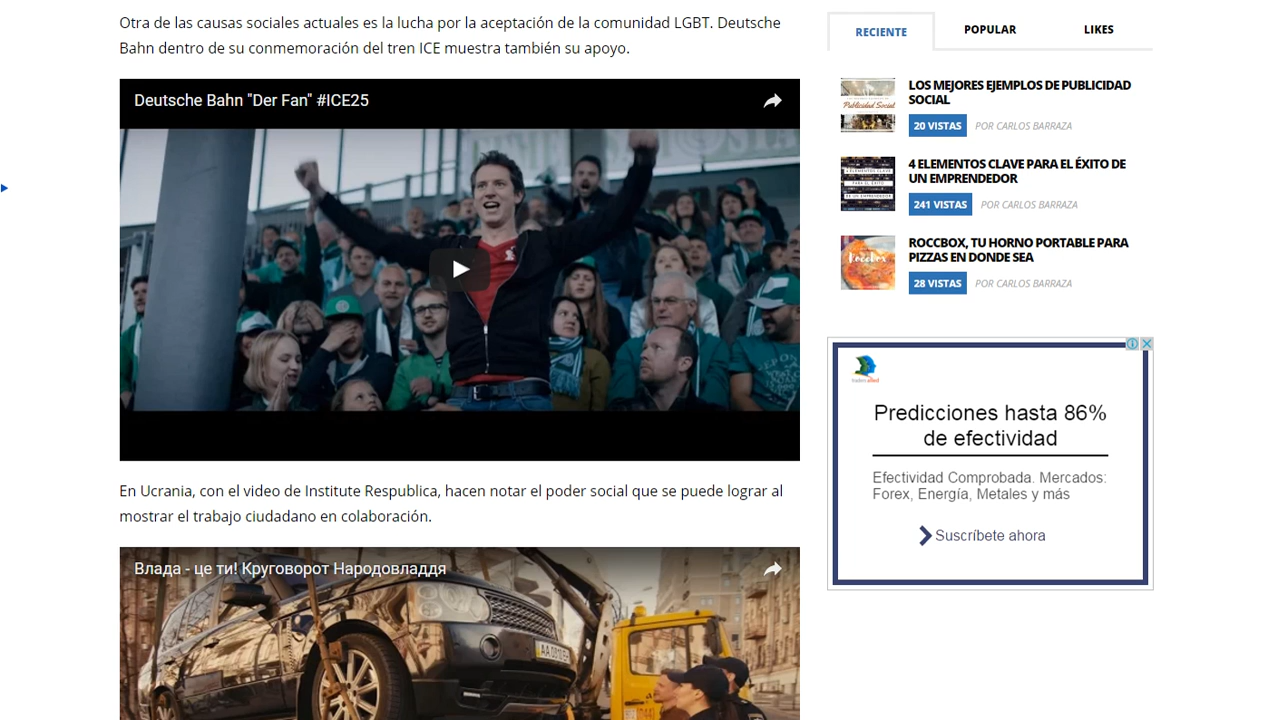 Otra de las causas sociales actuales es la lucha por la aceptación de la comunidad LGBT. Deutsche
Bahn dentro de su conmemoración del tren ICE muestra también su apoyo.
Deutsche Bahn "Der Fan" #ICE25
En Ucrania, con el video de Institute Respublica, hacen notar el poder social que se puede lograr al
mostrar el trabajo ciudadano en colaboración.
Влада - це ти! Круговорот Народовладдя
RECIENTE
POPULAR
LIKES
LOS MEJORES EJEMPLOS DE PUBLICIDAD
SOCIAL
20 VISTAS POR CARLOS BARRAZA
4 ELEMENTOS CLAVE PARA EL ÉXITO DE
UN EMPRENDEDOR
241 VISTAS POR CARLOS BARRAZA
ROCCBOX, TU HORNO PORTABLE PARA
PIZZAS EN DONDE SEA
28 VISTAS POR CARLOS BARRAZA
Predicciones hasta 86%
de efectividad
Efectividad Comprobada. Mercados:
Forex, Energía, Metales y más
Suscríbete ahora